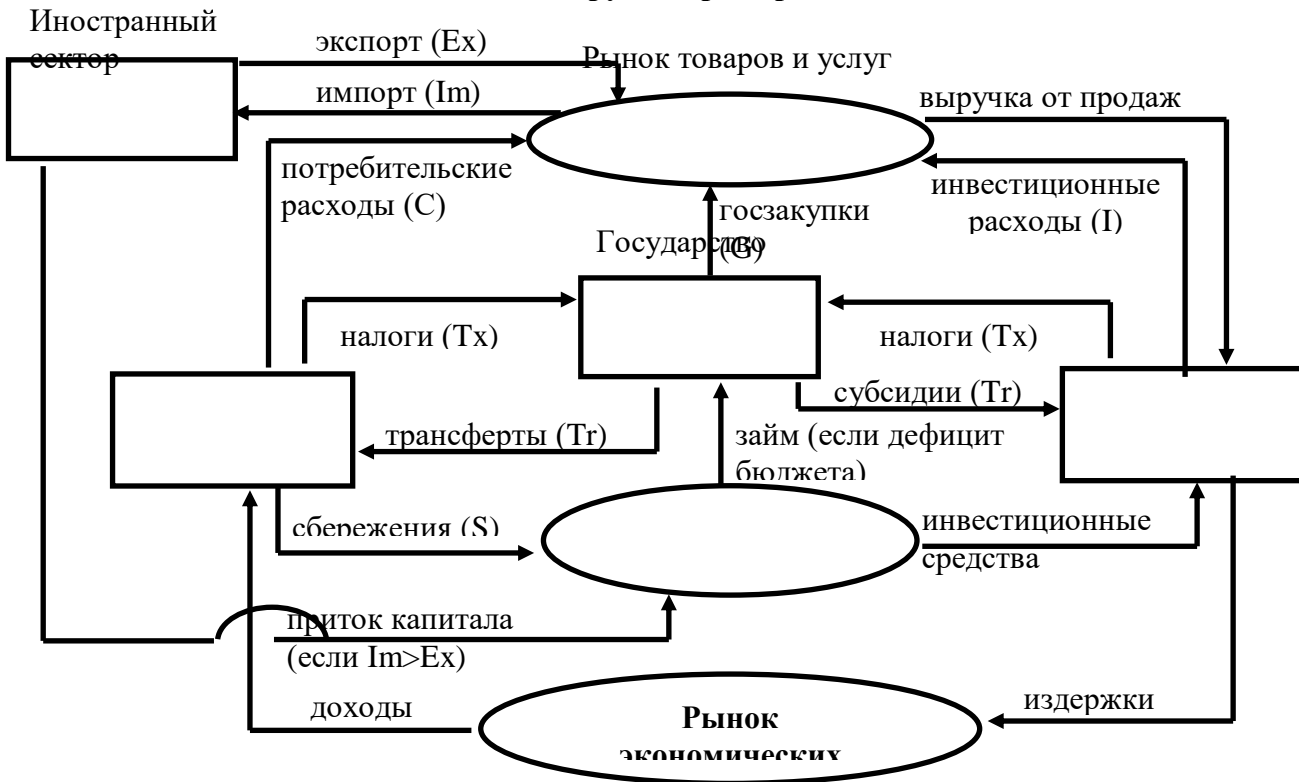 Иностранный
сектор
экспорт (Ex)
Рынок товаров и услуг
импорт (Im)
выручка от продаж
потребительские
расходы (C)
инвестиционные
расходы (I)
госзакупки
(G)
Государство
налоги (Tx)
налоги (Tx)
субсидии (Tr)
трансферты (Tr)
займ (если дефицит
бюджета)
сбережения (S)
инвестиционные
средства
приток капитала
(если Im>Ex)
доходы
издержки
Рынок
экономических